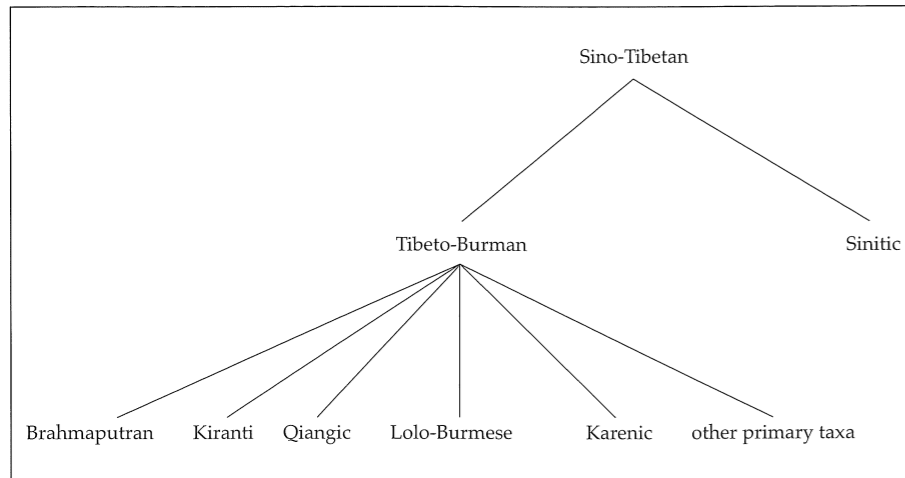 Sino-Tibetan
Tibeto-Burman Sinitic
Brahmaputran Kiranti Qiangic Lolo-Burmese Karenic other primary taxa